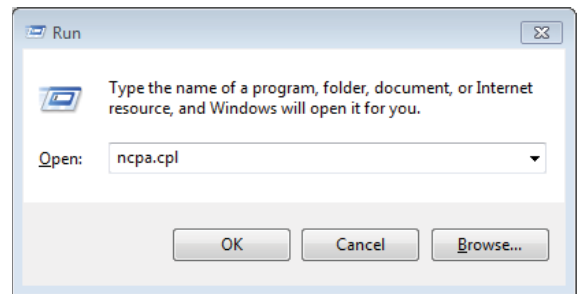 Run
Type the name of a program, folder, document, or Internet
resource, and Windows will open it for you.
Open: ncpa.cpl
OK Cancel Browse...